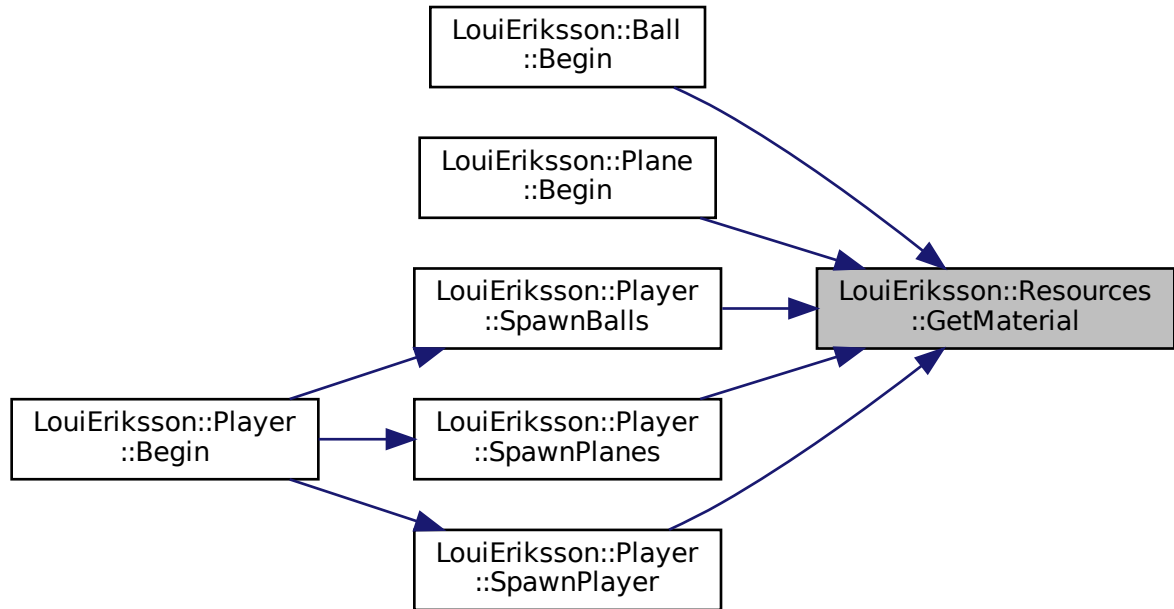 LouiEriksson::Ball
::Begin
LouiEriksson::Plane
::Begin
LouiEriksson::Player
::SpawnBalls
LouiEriksson::Resources
::GetMaterial
LouiEriksson::Player
::Begin
LouiEriksson::Player
::SpawnPlanes
LouiEriksson::Player
::SpawnPlayer